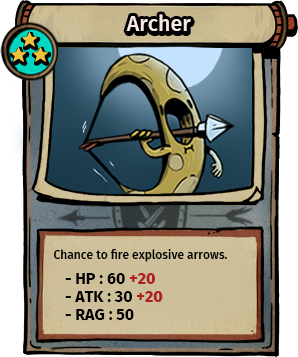 Archer
Chance to fire explosive arrows.
- HP : 60 +20
- ATK : 30 +20
- RAG : 50